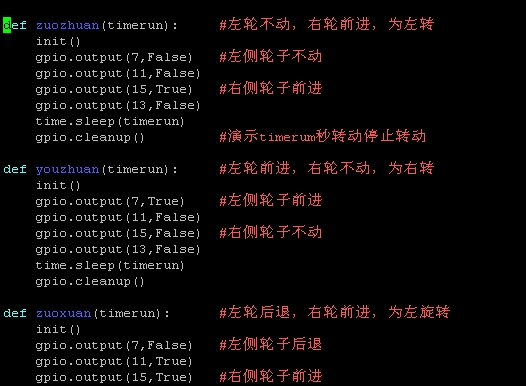 def zuozhuan(timerun):     #左轮不动，右轮前进，为左转
    init()
    gpio.output(7,False)   #左侧轮子不动
    gpio.output(11,False)
    gpio.output(15,True)   #右侧轮子前进
    gpio.output(13,False)
    time.sleep(timerun)
    gpio.cleanup()         #演示timerum秒转动停止转动
def youzhuan(timerun):     #左轮前进，右轮不动，为右转
    init()
    gpio.output(7,True)    #左侧轮子前进
    gpio.output(11,False)
    gpio.output(15,False)  #右侧轮子不动
    gpio.output(13,False)
    time.sleep(timerun)
    gpio.cleanup()
def zuoxuan(timerun):      #左轮后退，右轮前进，为左旋转
    init()
    gpio.output(7,False)   #左侧轮子后退
    gpio.output(11,True)
    gpio.output(15,True)   #右侧轮子前进